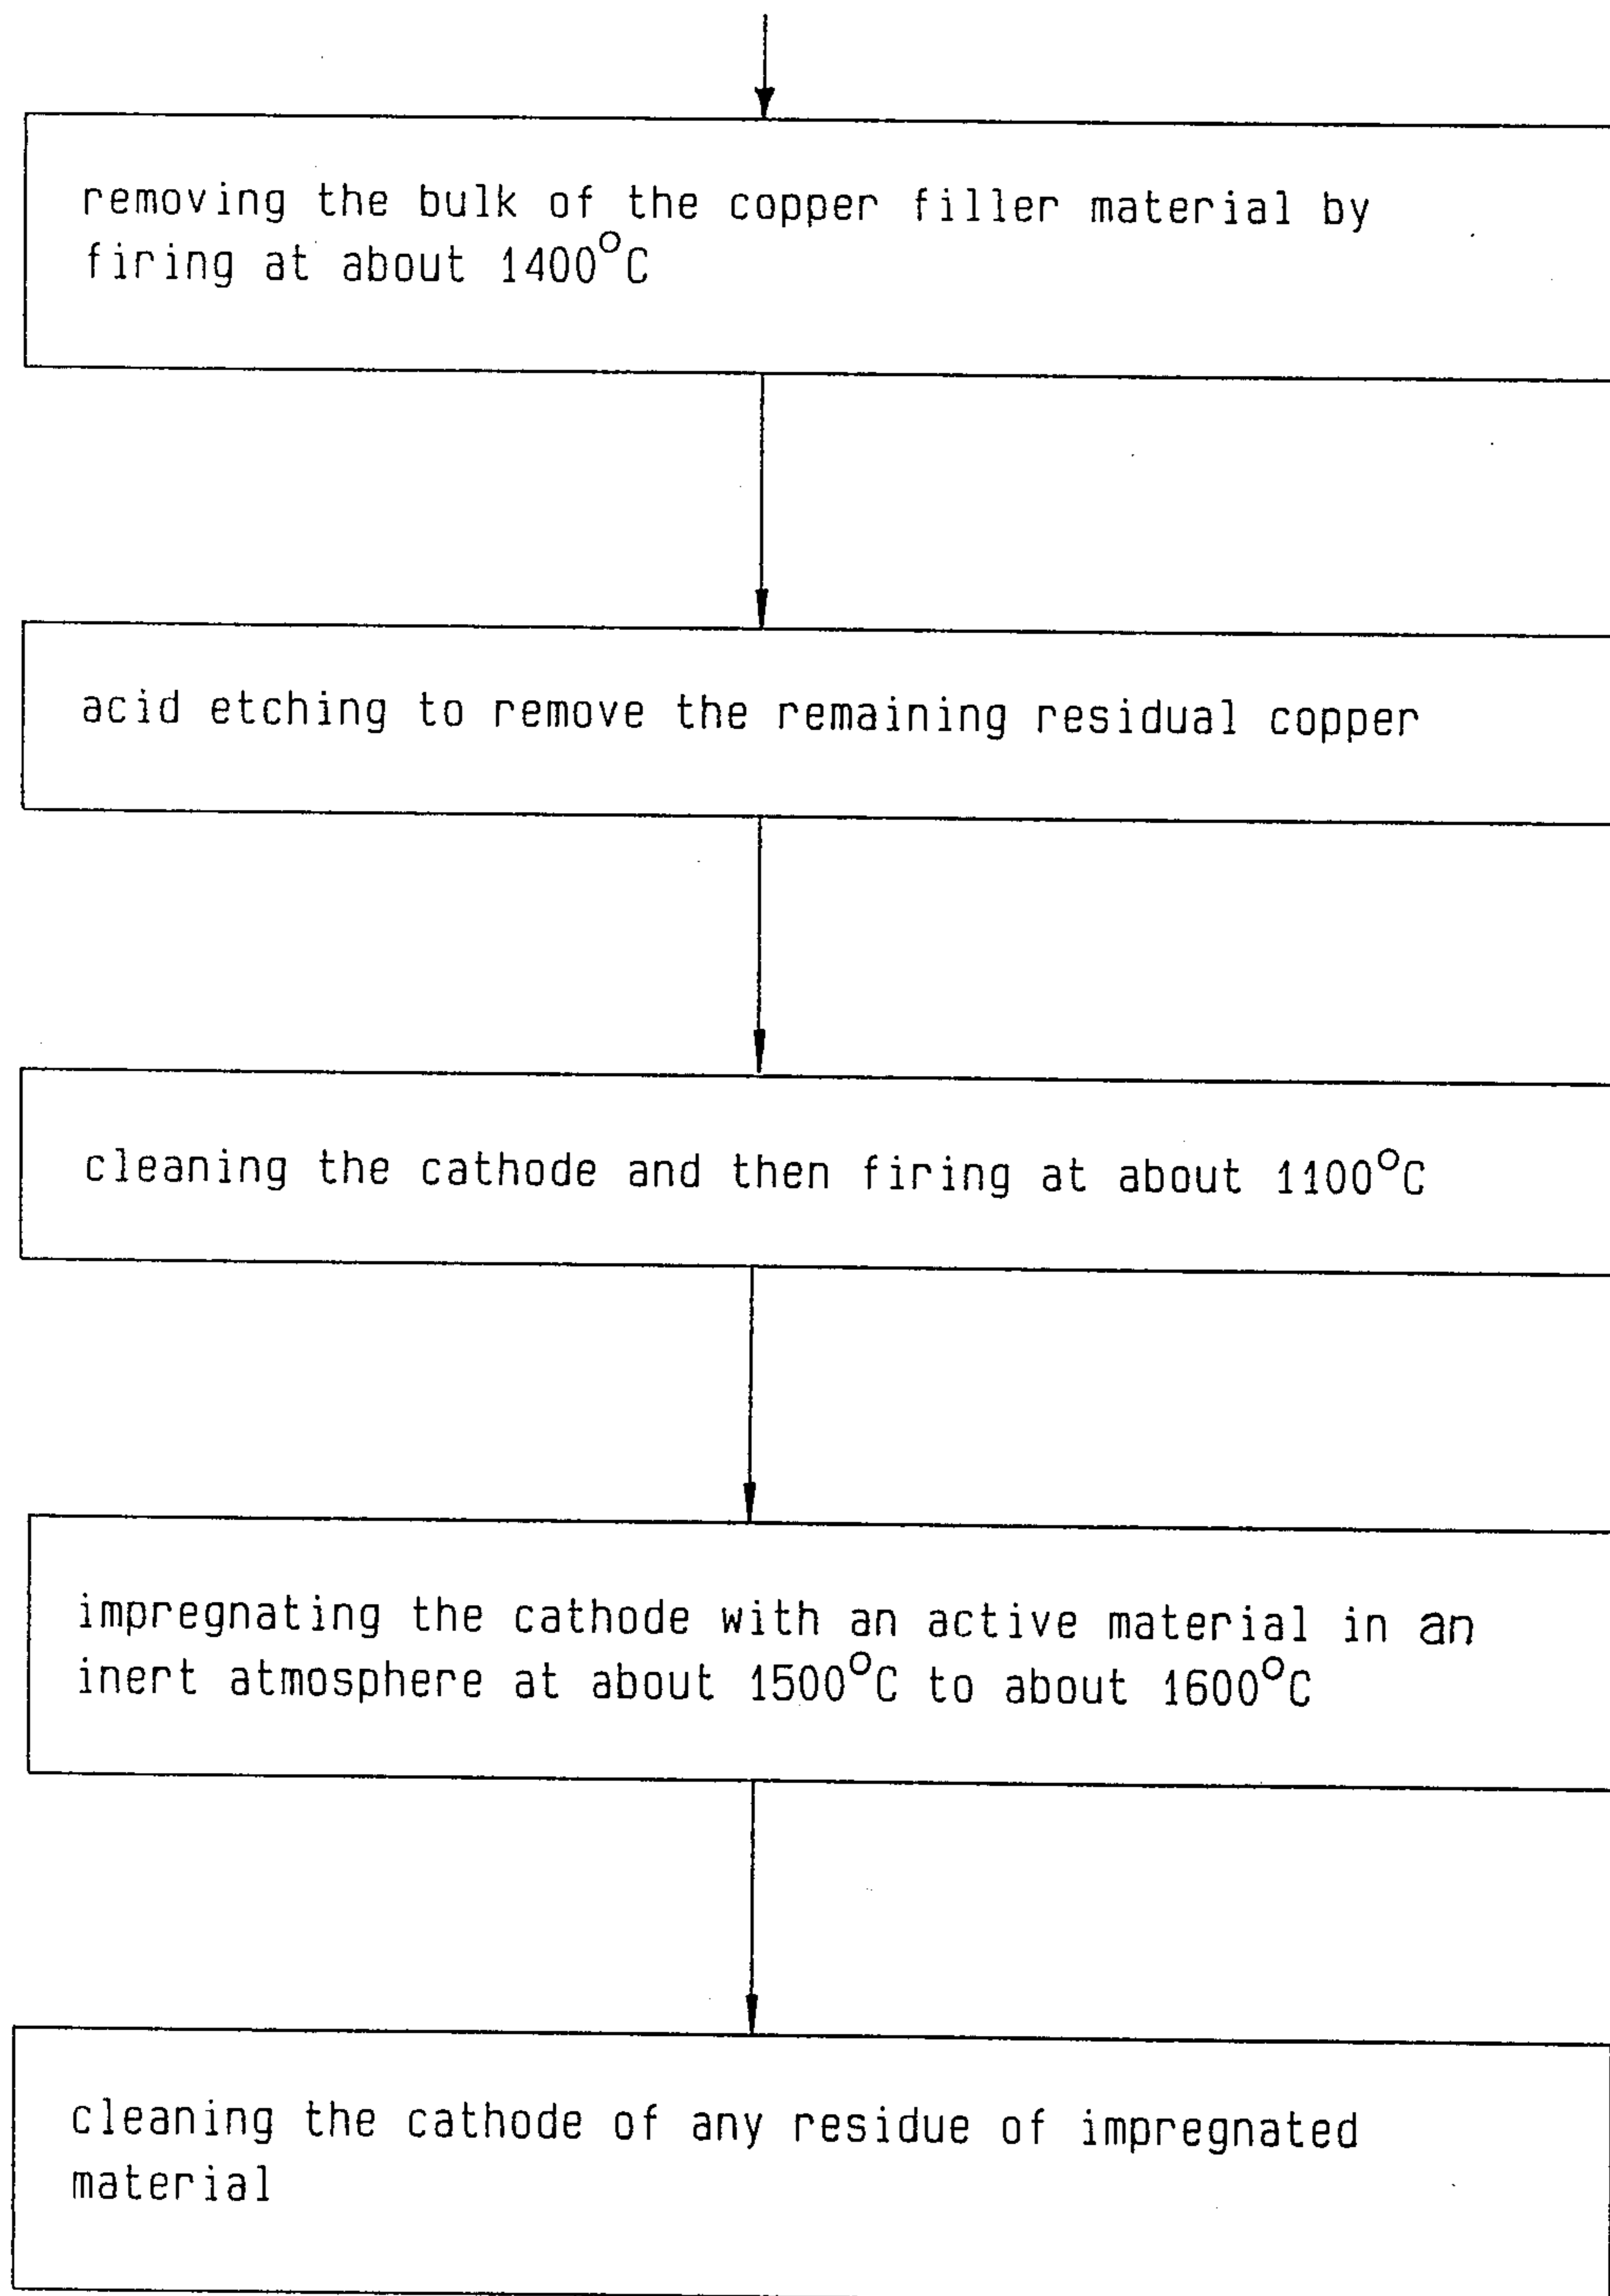 removing the bulk of the copper filler material by
firing at about 1400°C
acid etching to remove the remaining residual copper
cleaning the cathode and then firing at about 1100°C
impregnating the cathode with an active material in an
inert atmosphere at about 1500°C to about 1600°C
cleaning the cathode of any residue of impregnated
material